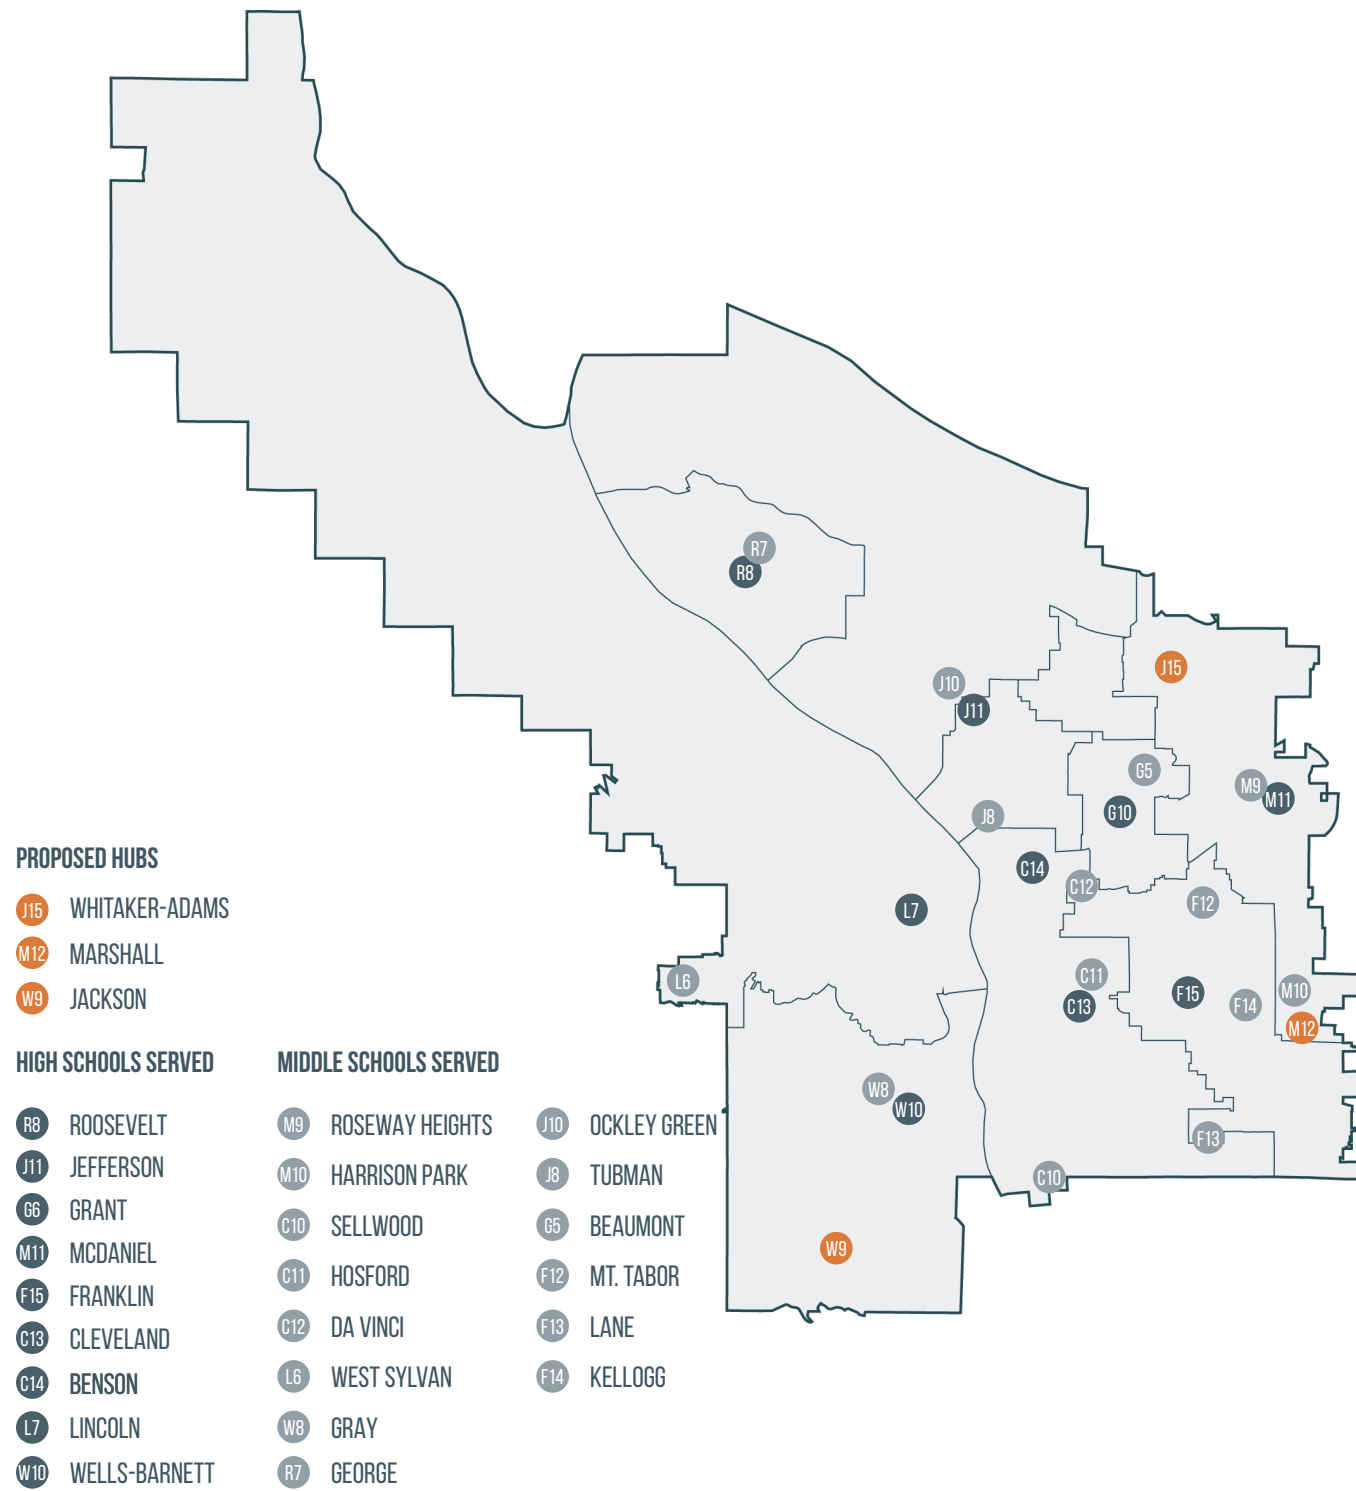 R7
R8
J15
J10
J11
G5
M9
M11
G10
J8
C14
C12
F12
L7
L6
C11
C13
F15
F14
M10
M12
W8
W10
F13
C10
W9
PROPOSED HUBS
J15 WHITAKER-ADAMS
M12 MARSHALL
W9 JACKSON
HIGH SCHOOLS SERVED
R8 ROOSEVELT
J11 JEFFERSON
G6 GRANT
M11 MCDANIEL
F15 FRANKLIN
C13 CLEVELAND
C14 BENSON
L7 LINCOLN
W10 WELLS-BARNETT
MIDDLE SCHOOLS SERVED
M9 ROSEWAY HEIGHTS
M10 HARRISON PARK
C10 SELLWOOD
C11 HOSFORD
C12 DA VINCI
L6 WEST SYLVAN
W8 GRAY
R7 GEORGE
J10 OCKLEY GREEN
J8 TUBMAN
G5 BEAUMONT
F12 MT. TABOR
F13 LANE
F14 KELLOGG